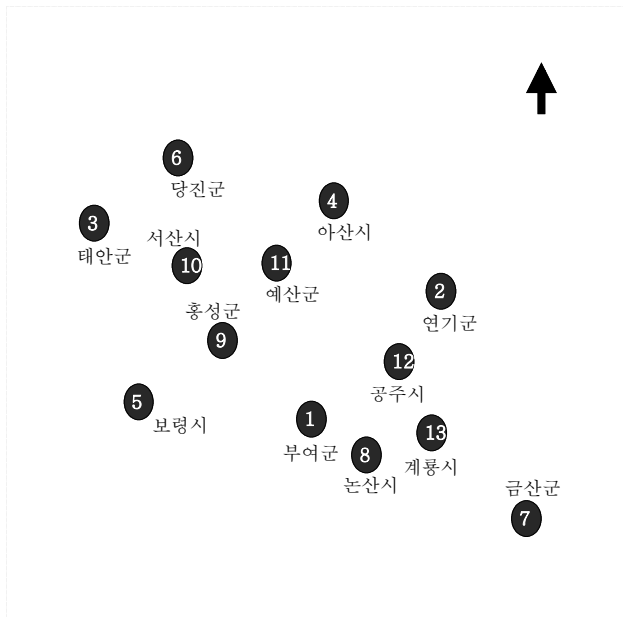 6
당진군
4
아산시
3
태안군
서산시
10
11
예산군
2
연기군
홍성군
9
12
공주시
5
보령시
1
부여군
13
계룡시
8
논산시
금산군
7